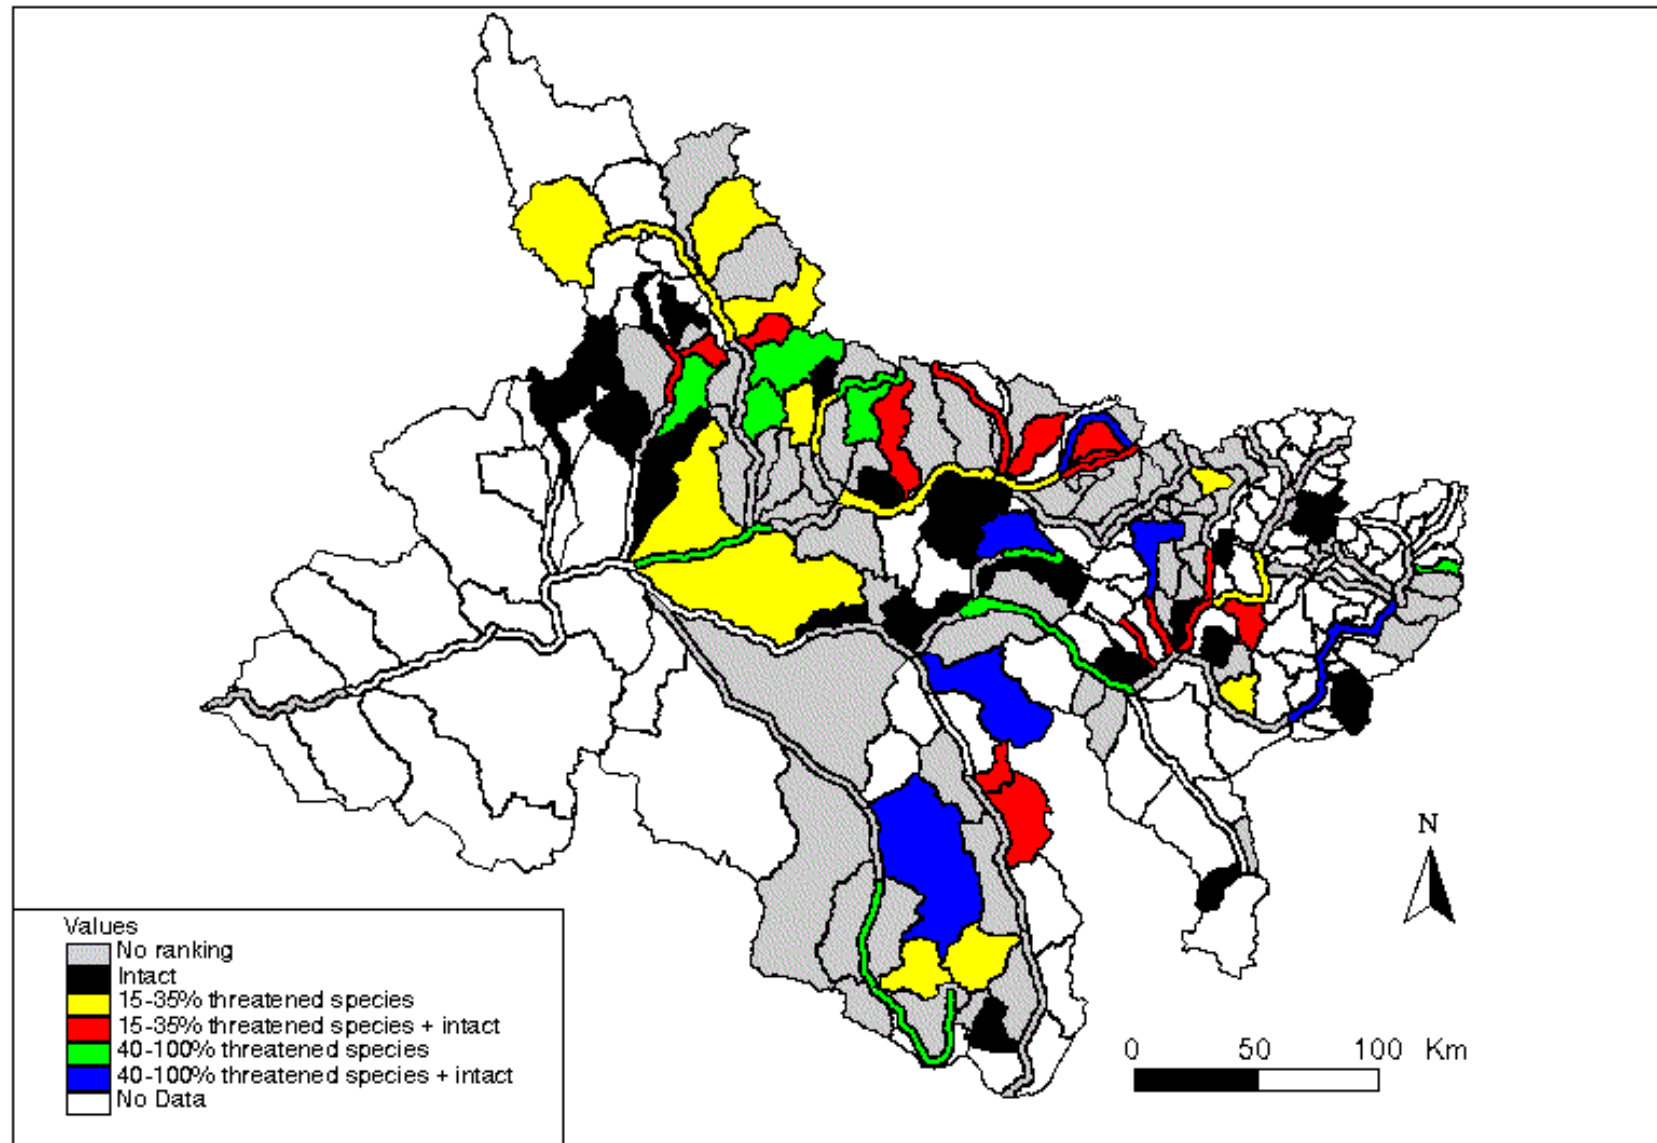 N
Values
No ranking
Intact
15-35% threatened species
15-35% threatened species + intact
40-100% threatened species
40-100% threatened species + intact
No Data
0 50 100 Km